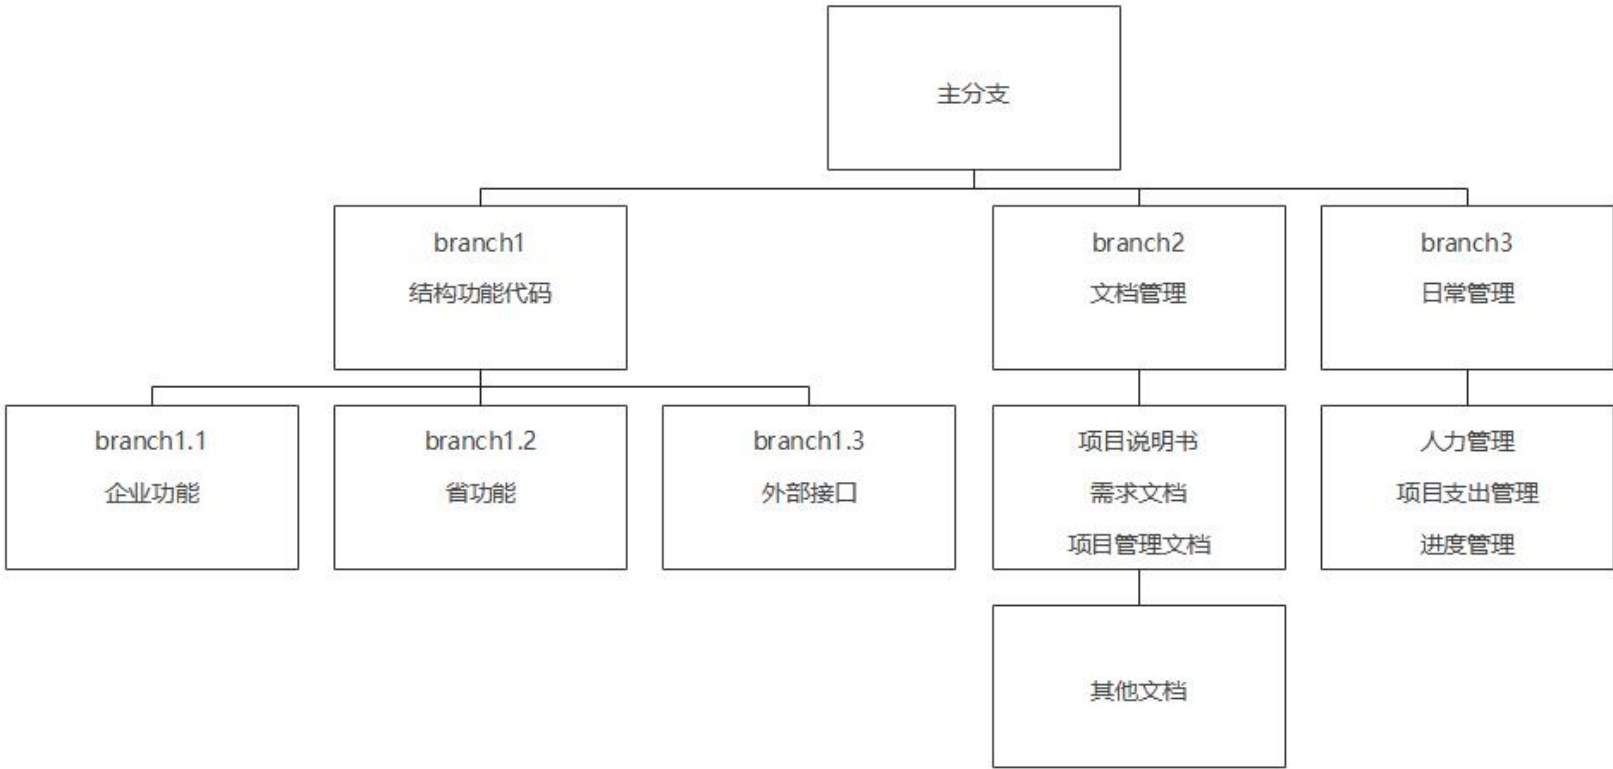 主分支
branch1
结构功能代码
branch2
文档管理
branch3
日常管理
branch1.1
企业功能
branch1.2
省功能
branch1.3
外部接口
项目说明书
需求文档
项目管理文档
人力管理
项目支出管理
进度管理
其他文档